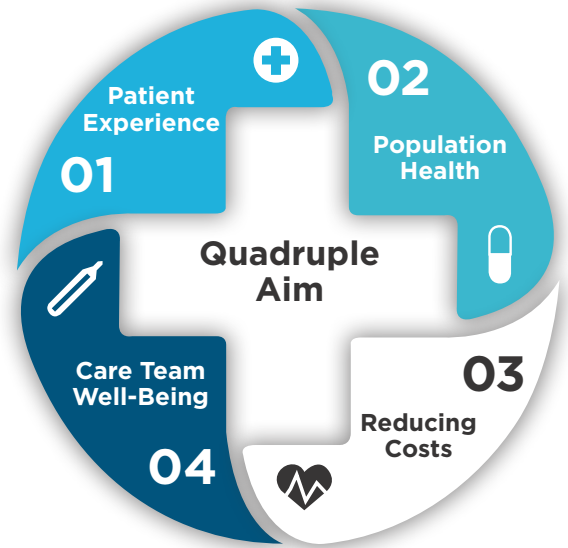 Patient
Experience
01
02
Population
Health
Quadruple
Aim
03
Reducing
Costs
Care Team
Well-Being
04